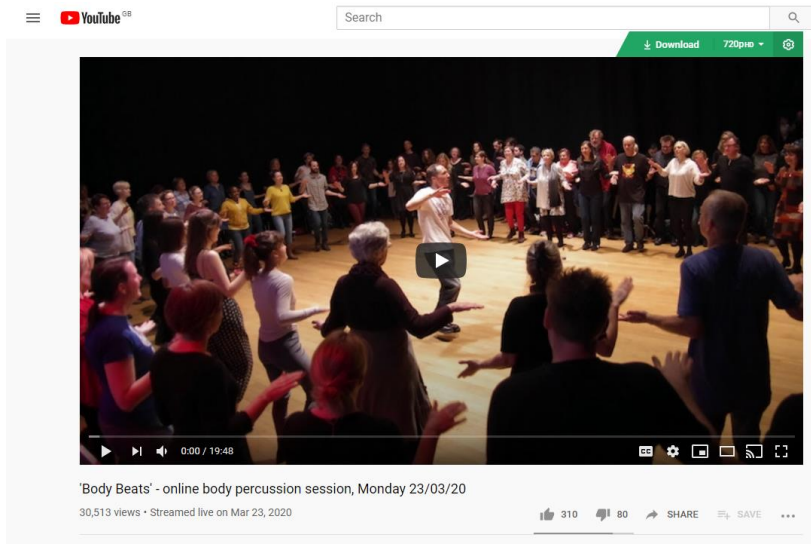 YouTube GB
Search
Download 720pHD
0:00 / 19:48
CC
'Body Beats' - online body percussion session, Monday 23/03/20
30,513 views • Streamed live on Mar 23, 2020
310 80 SHARE SAVE